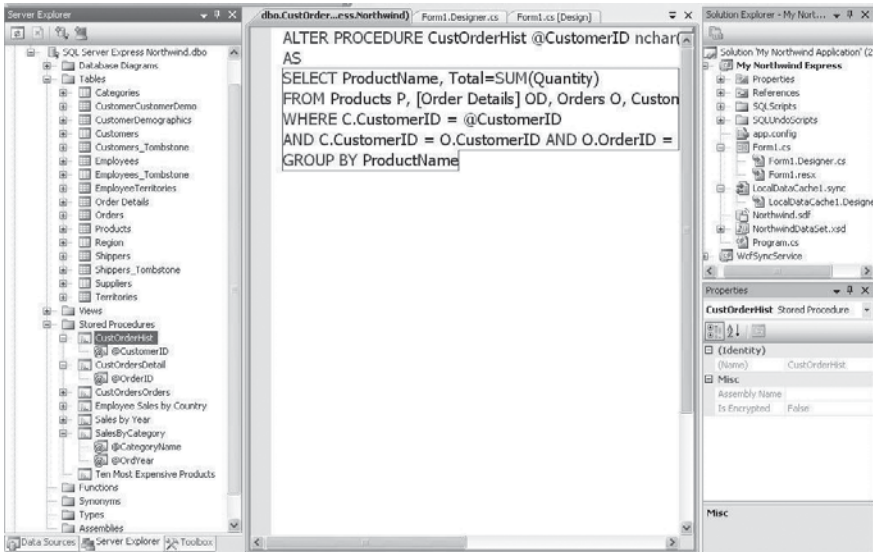 Server Explorer
SQL Server Express Northwind.dbo
Database Diagrams
Tables
Categories
CustomerCustomerDemo
CustomerDemographics
Customers
Customers_Tombstone
Employees
Employees_Tombstone
EmployeeTerritories
Order Details
Orders
Products
Region
Shippers
Shippers_Tombstone
Suppliers
Territories
Views
Stored Procedures
CustOrderHist
@CustomerID
CustOrdersDetail
@OrderID
CustOrdersOrders
Employee Sales by Country
Sales by Year
SalesByCategory
@CategoryName
@OrdYear
Ten Most Expensive Products
Functions
Synonyms
Types
Assemblies
Data Sources Server Explorer Toolbox
dbo.CustOrder...ess.Northwind) Form1.Designer.cs Form1.cs [Design]
ALTER PROCEDURE CustOrderHist @CustomerID nchar(
AS
SELECT ProductName, Total=SUM(Quantity)
FROM Products P, [Order Details] OD, Orders O, Custon
WHERE C.CustomerID = @CustomerID
AND C.CustomerID = O.CustomerID AND O.OrderID =
GROUP BY ProductName
Solution Explorer - My Nort...
Solution 'My Northwind Application' (2
My Northwind Express
Properties
References
SQLScripts
SQLUndoScripts
app.config
Form1.cs
Form1.Designer.cs
Form1.resx
LocalDataCache1.sync
LocalDataCache1.Designe
Northwind.sdf
NorthwindDataSet.xsd
Program.cs
WcfSyncService
Properties
CustOrderHist Stored Procedure
(Identity)
(Name) CustOrderHist
Misc
Assembly Name
Is Encrypted False
Misc